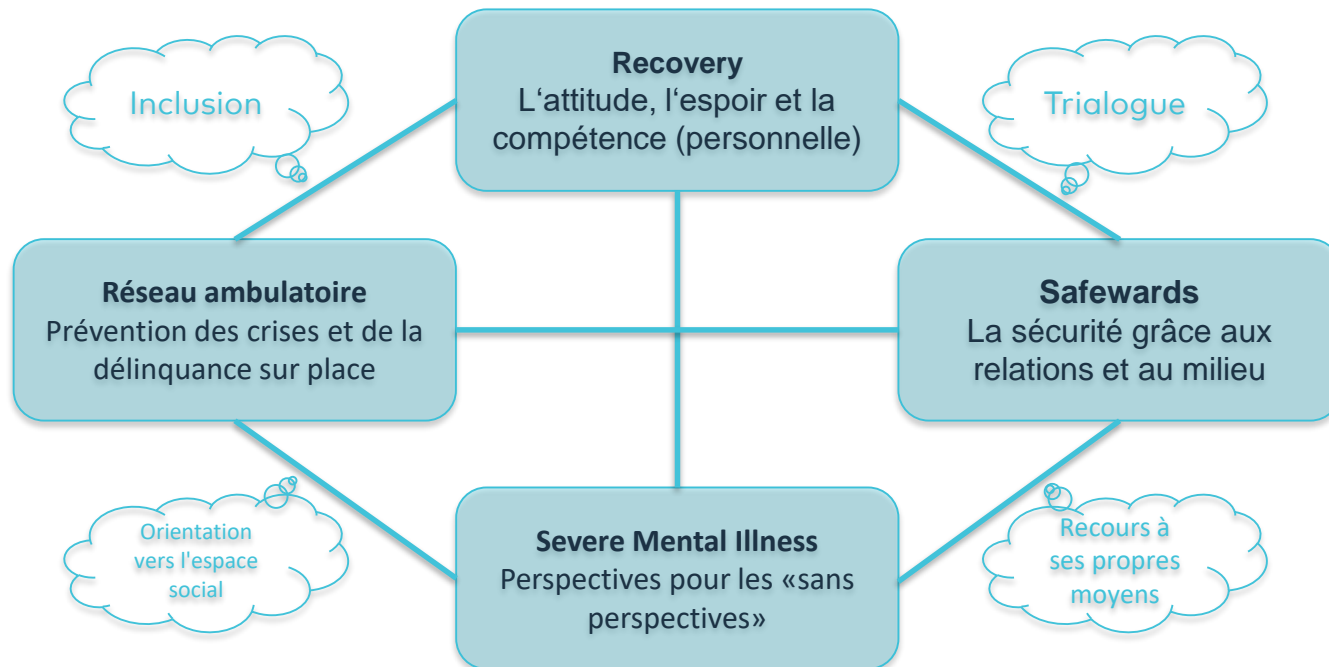 Inclusion
Recovery
L‘attitude, l‘espoir et la
compétence (personnelle)
Trialogue
Réseau ambulatoire
Prévention des crises et de la
délinquance sur place
Safewards
La sécurité grâce aux
relations et au milieu
Orientation
vers l'espace
social
Severe Mental Illness
Perspectives pour les «sans
perspectives»
Recours à
ses propres
moyens